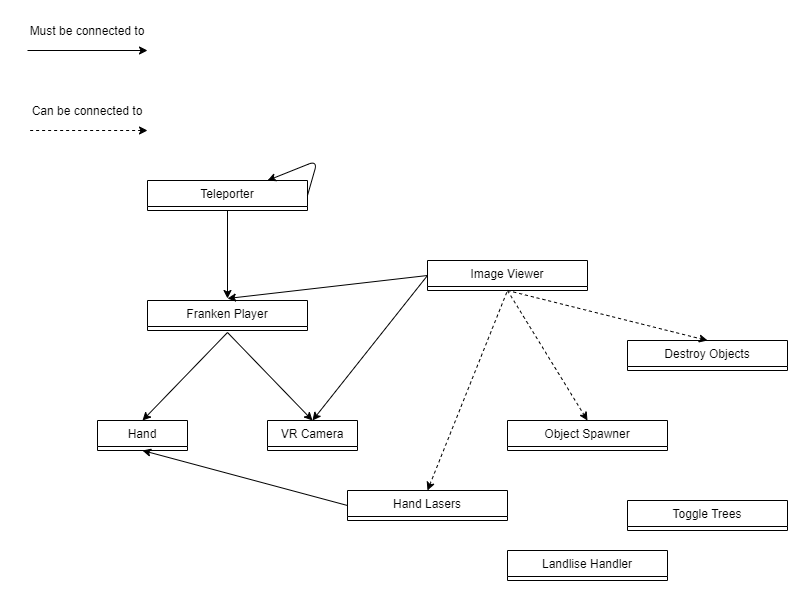 Must be connected to
Can be connected to
Teleporter
Image Viewer
Franken Player
Destroy Objects
Hand
VR Camera
Object Spawner
Hand Lasers
Toggle Trees
Landlise Handler